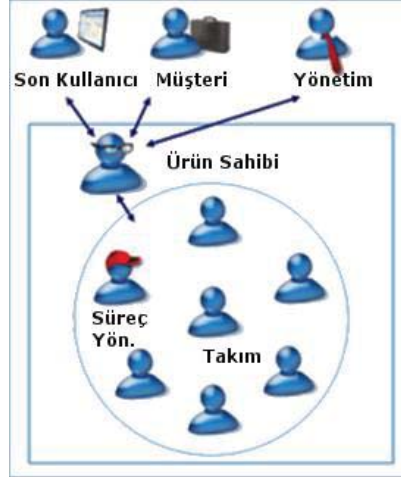 Son Kullanıcı Müşteri Yönetim
Ürün Sahibi
Süreç
Yön.
Takım